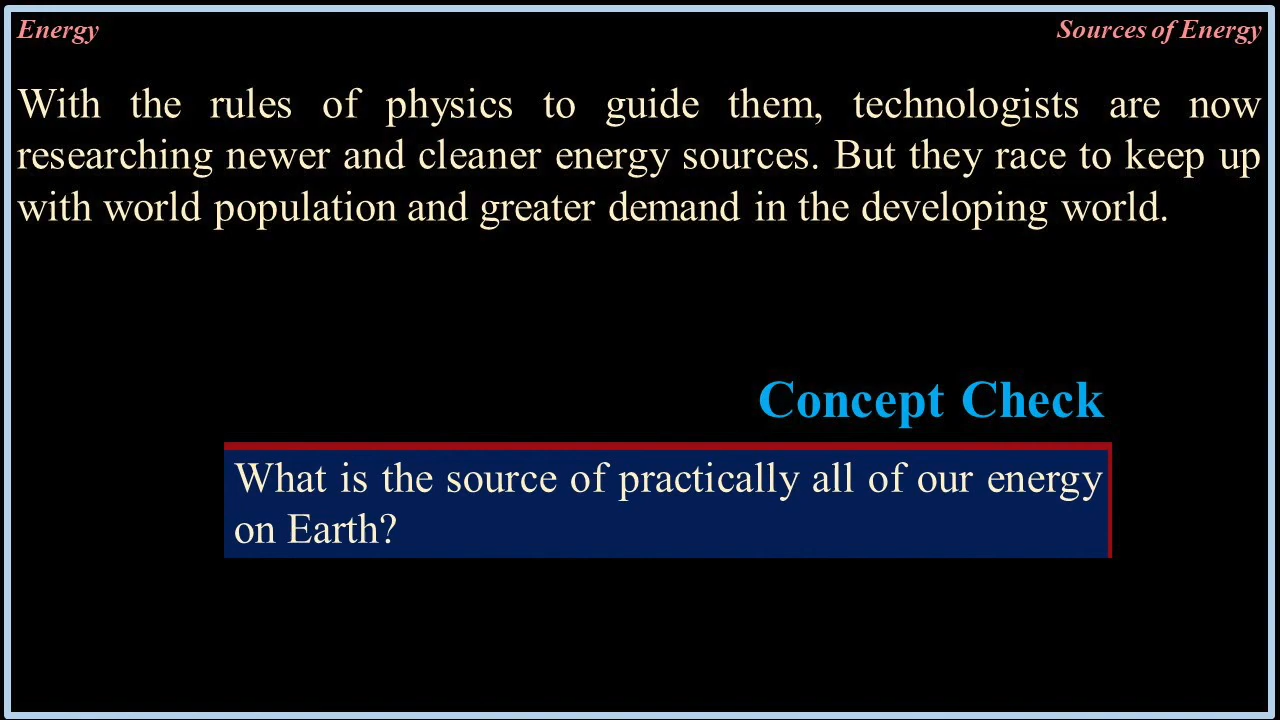 Energy
Sources of Energy
With the rules of physics to guide them, technologists are now
researching newer and cleaner energy sources. But they race to keep up
with world population and greater demand in the developing world.
Concept Check
What is the source of practically all of our energy
on Earth?